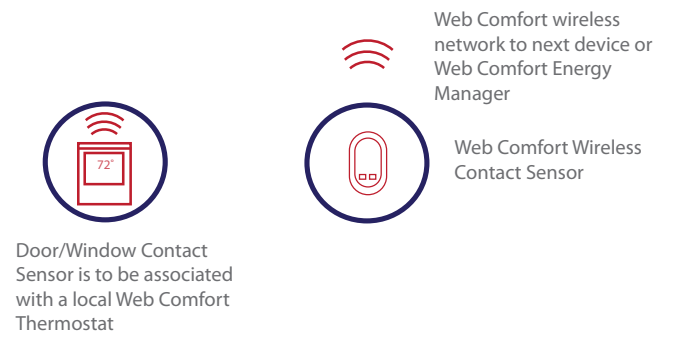 Web Comfort wireless
network to next device or
Web Comfort Energy
Manager
72°
Web Comfort Wireless
Contact Sensor
Door/Window Contact
Sensor is to be associated
with a local Web Comfort
Thermostat